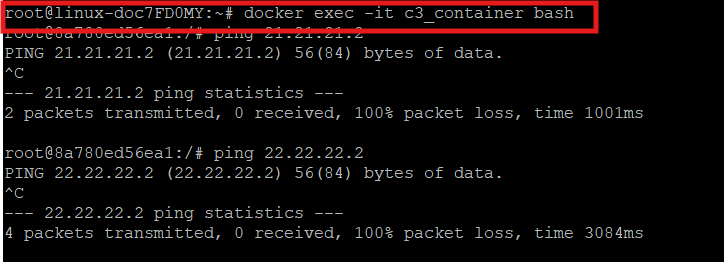 root@linux-doc7FD0MY:~# docker exec -it c3_container bash
root@8a780ed56ea1:/# ping 21.21.21.2
PING 21.21.21.2 (21.21.21.2) 56(84) bytes of data.
^C
--- 21.21.21.2 ping statistics ---
2 packets transmitted, 0 received, 100% packet loss, time 1001ms
root@8a780ed56ea1:/# ping 22.22.22.2
PING 22.22.22.2 (22.22.22.2) 56(84) bytes of data.
^C
--- 22.22.22.2 ping statistics ---
4 packets transmitted, 0 received, 100% packet loss, time 3084ms